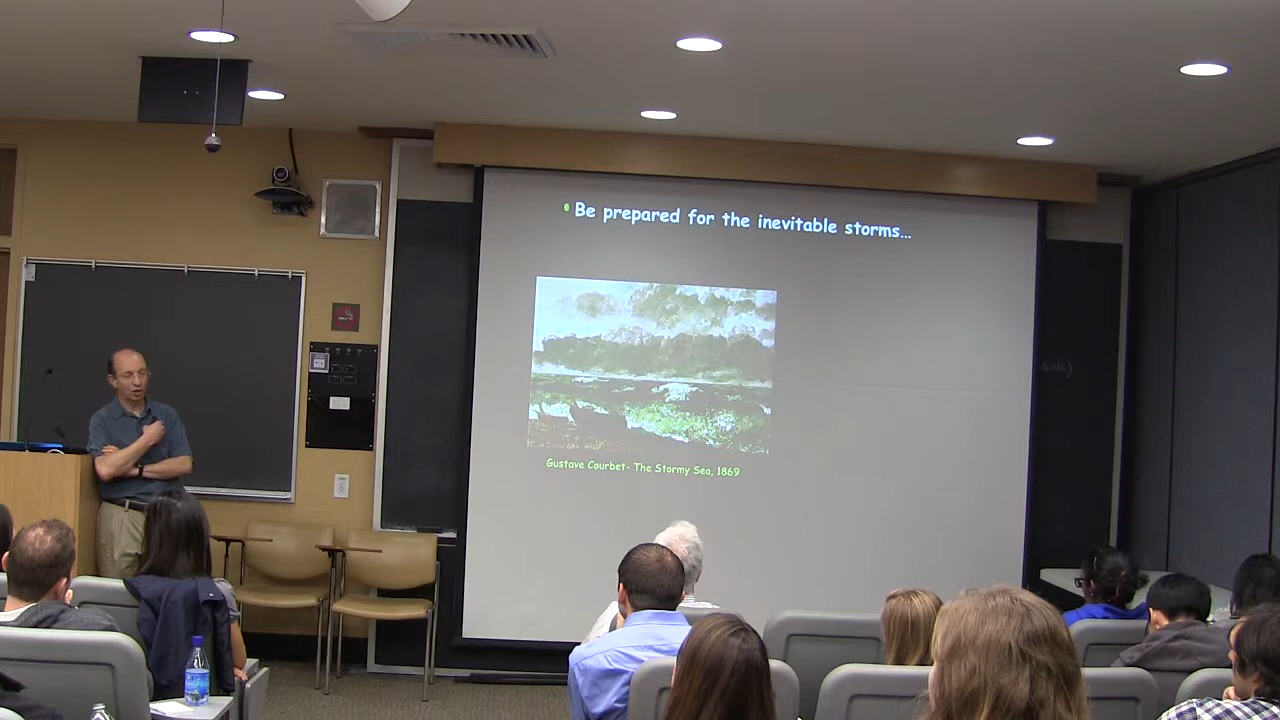 Be prepared for the inevitable storms...
Gustave Courbet- The Stormy Sea, 1869